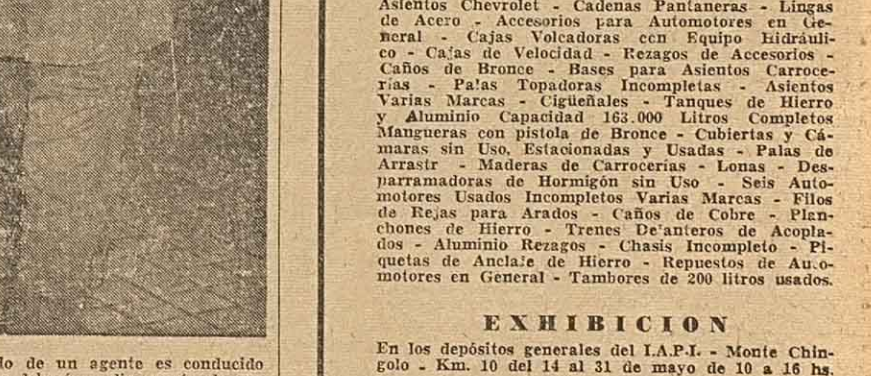 Asientos Chevrolet - Cadenas Pantaneras - Lingas
de Acero - Accesorios para Automotores en Ge-
neral - Cajas Volcadoras ccn Equipo Hidráuli-
co - Cajas de Velocidad - Rezagos de Accesorios -
Caños de Bronce - Bases para Asientos Carroce-
rías - Pa!as Topadoras Incompletas - Asientos
Varias Marcas - Cigüeñales - Tanques de Hierro
y Aluminio Capacidad 163.000 Litros Completos
Mangueras con pistola de Bronce - Cubiertas y Cá-
maras sin Uso, Estacionadas y Usadas - Palas de
Arrastr - Maderas de Carrocerías - Lonas - Des-
parramadoras de Hormigón sin Uso - Seis Auto-
motores Usados Incompletos Varias Marcas - Filos
de Rejas para Arados - Caños de Cobre - Plan-
chones de Hierro - Trenes De'anteros de Acopla-
dos - Aluminio Rezagos - Chasis Incompleto - Pi-
quetas de Anclaje de Hierro - Repuestos de Au.o-
motores en General - Tambores de 200 litros usados.
EXHIBICION
En los depósitos generales del I.A.P.I. - Monte Chin-
golo - Km. 10 del 14 al 31 de mayo de 10 a 16 hs.
de un agente es conducido